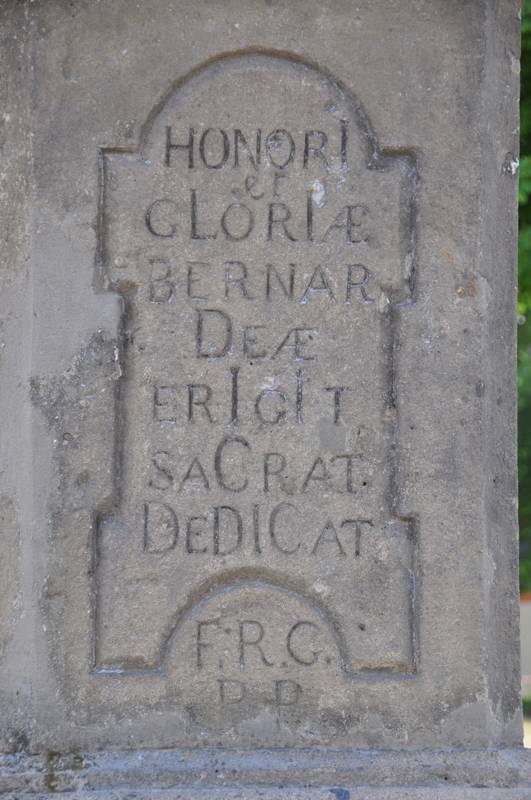 HONORI
et
GLORIÆ
BERNAR
DEÆ
ERIGIT
SACRAT
DEDICAT
F.R.G.
P P